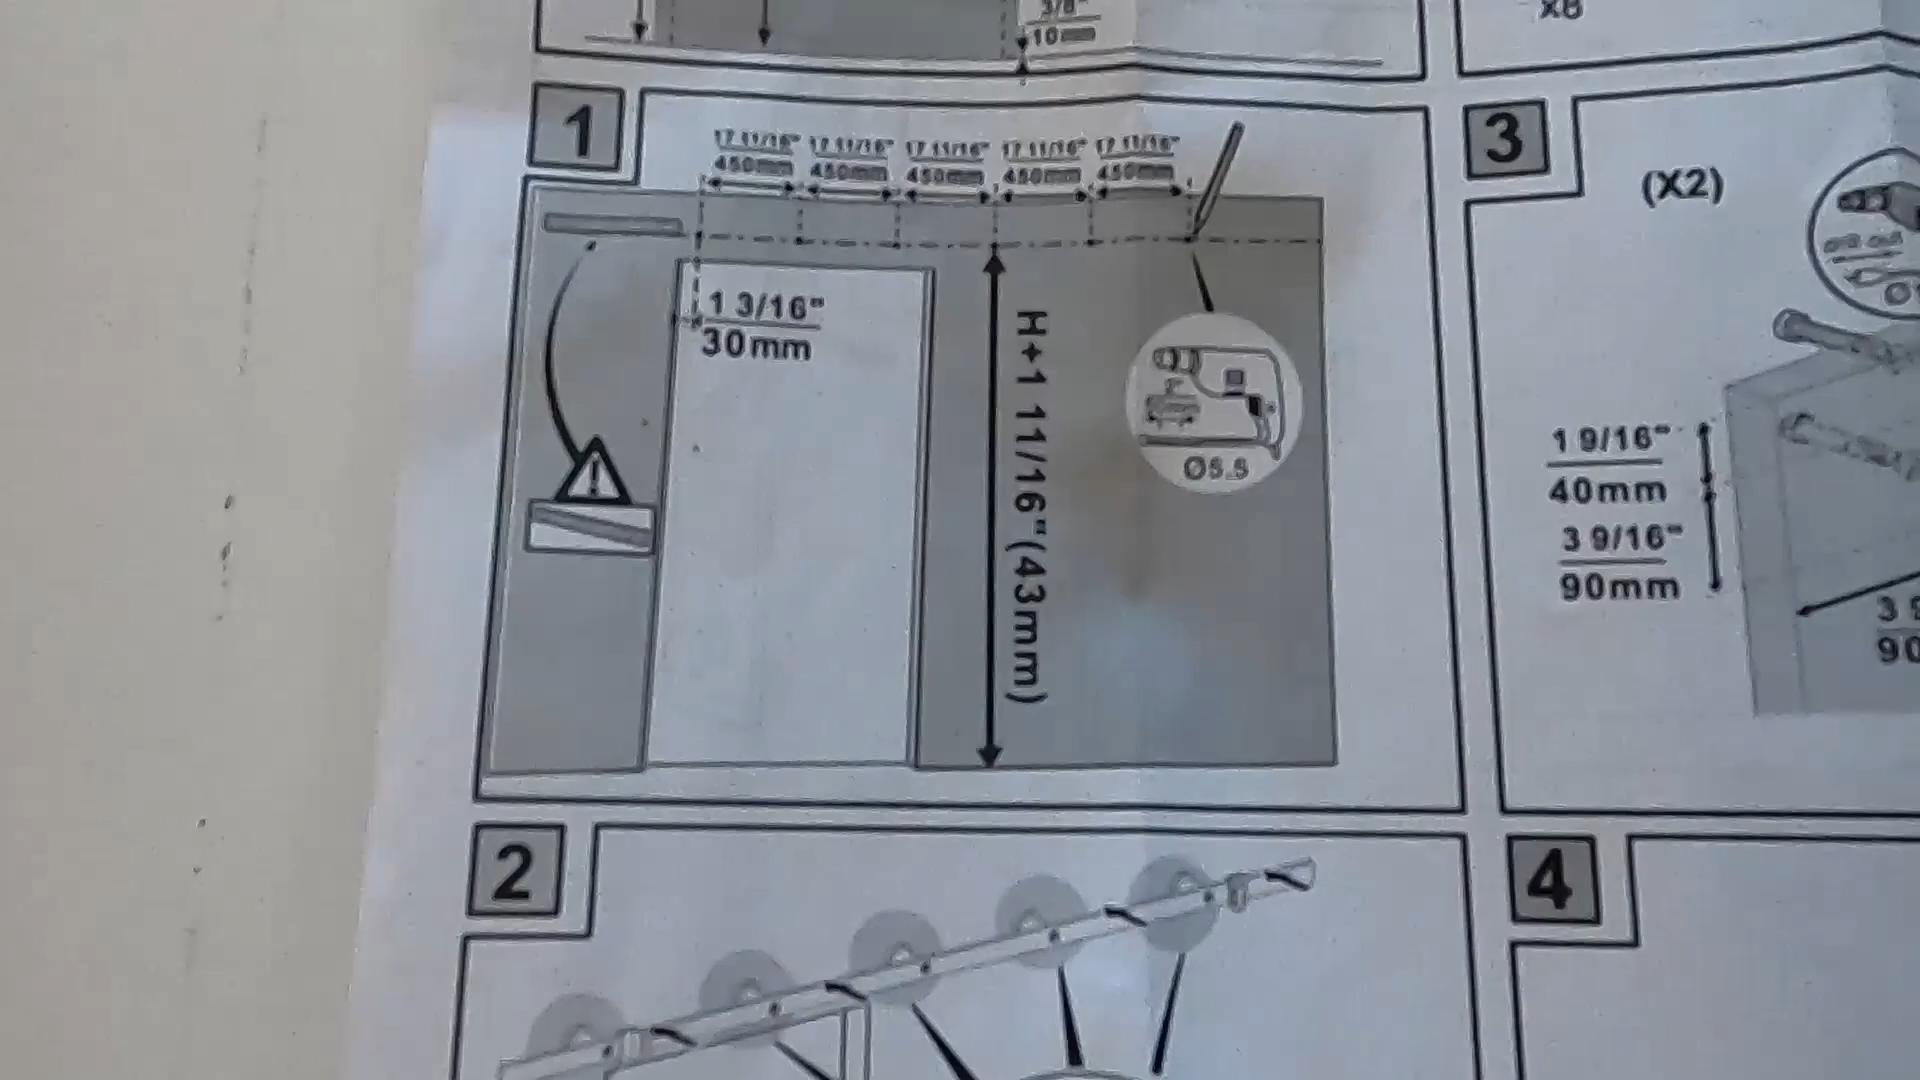 3/8"
10mm
x8
1
17 11/16" 17 11/16" 17 11/16" 17 11/16" 17 11/16"
450mm 450mm 450mm 450mm 450mm
1 3/16"
30mm
H+1 11/16"(43mm)
Ø5.5
3
(X2)
1 9/16"
40mm
3 9/16"
90mm
2
4